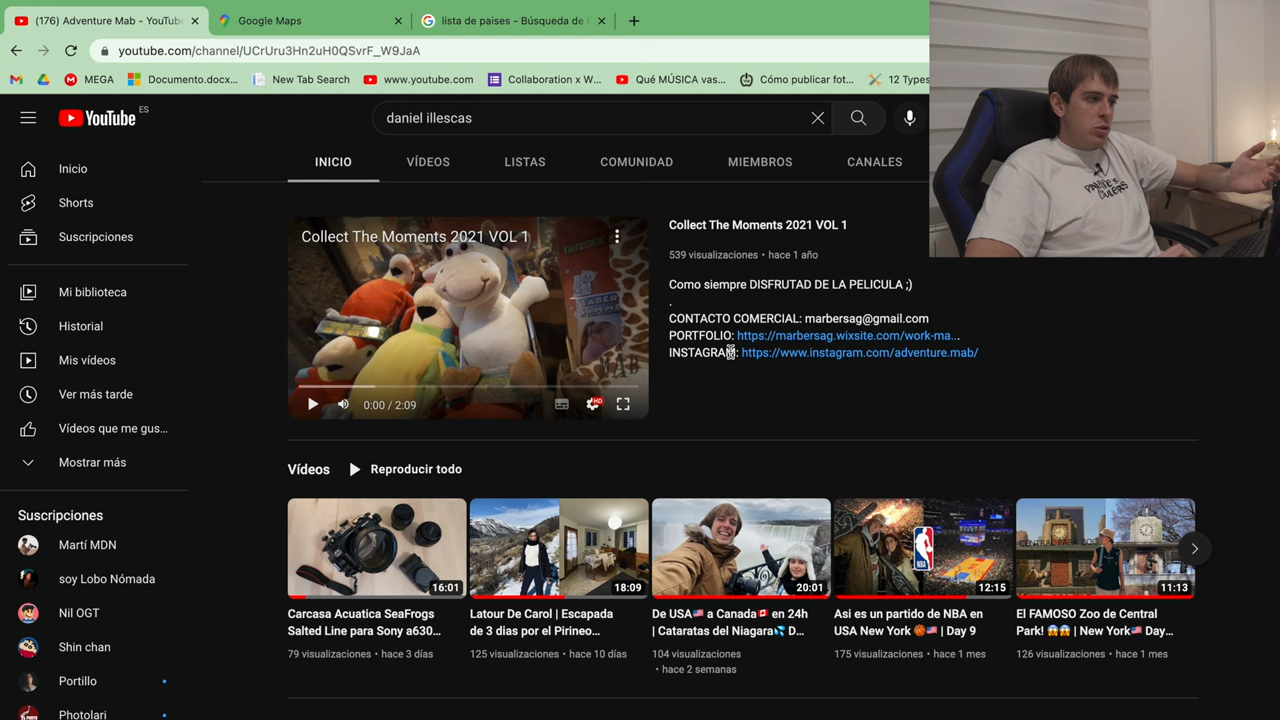 (176) Adventure Mab - YouTube
Google Maps
lista de paises - Búsqueda de
youtube.com/channel/UCrUru3Hn2uH0QSvrF_W9JaA
MEGA
Documento.docx...
New Tab Search
www.youtube.com
Collaboration x W...
Qué MÚSICA vas...
Cómo publicar fot...
12 Types
YouTube ES
daniel illescas
INICIO
VÍDEOS
LISTAS
COMUNIDAD
MIEMBROS
CANALES
Inicio
Shorts
Suscripciones
Mi biblioteca
Historial
Mis vídeos
Ver más tarde
Vídeos que me gus...
Mostrar más
Suscripciones
Martí MDN
soy Lobo Nómada
Nil OGT
Shin chan
Portillo
Photolari
Collect The Moments 2021 VOL 1
0:00 / 2:09
HD
MAB
Collect The Moments 2021 VOL 1
539 visualizaciones • hace 1 año
Como siempre DISFRUTAD DE LA PELICULA ;)
.
CONTACTO COMERCIAL: marbersag@gmail.com
PORTFOLIO: https://marbersag.wixsite.com/work-ma...
INSTAGRAM: https://www.instagram.com/adventure.mab/
Vídeos
Reproducir todo
16:01
Carcasa Acuatica SeaFrogs
Salted Line para Sony a630...
79 visualizaciones • hace 3 días
18:09
Latour De Carol | Escapada
de 3 dias por el Pirineo...
125 visualizaciones • hace 10 días
20:01
De USA🇺🇸 a Canada🇨🇦 en 24h
| Cataratas del Niagara💦 D...
104 visualizaciones
• hace 2 semanas
NBA
12:15
Asi es un partido de NBA en
USA New York 🏀🇺🇸 | Day 9
175 visualizaciones • hace 1 mes
CENTRAL PARK ZOO
11:13
El FAMOSO Zoo de Central
Park! 😱😱 | New York🇺🇸 Day...
126 visualizaciones • hace 1 mes